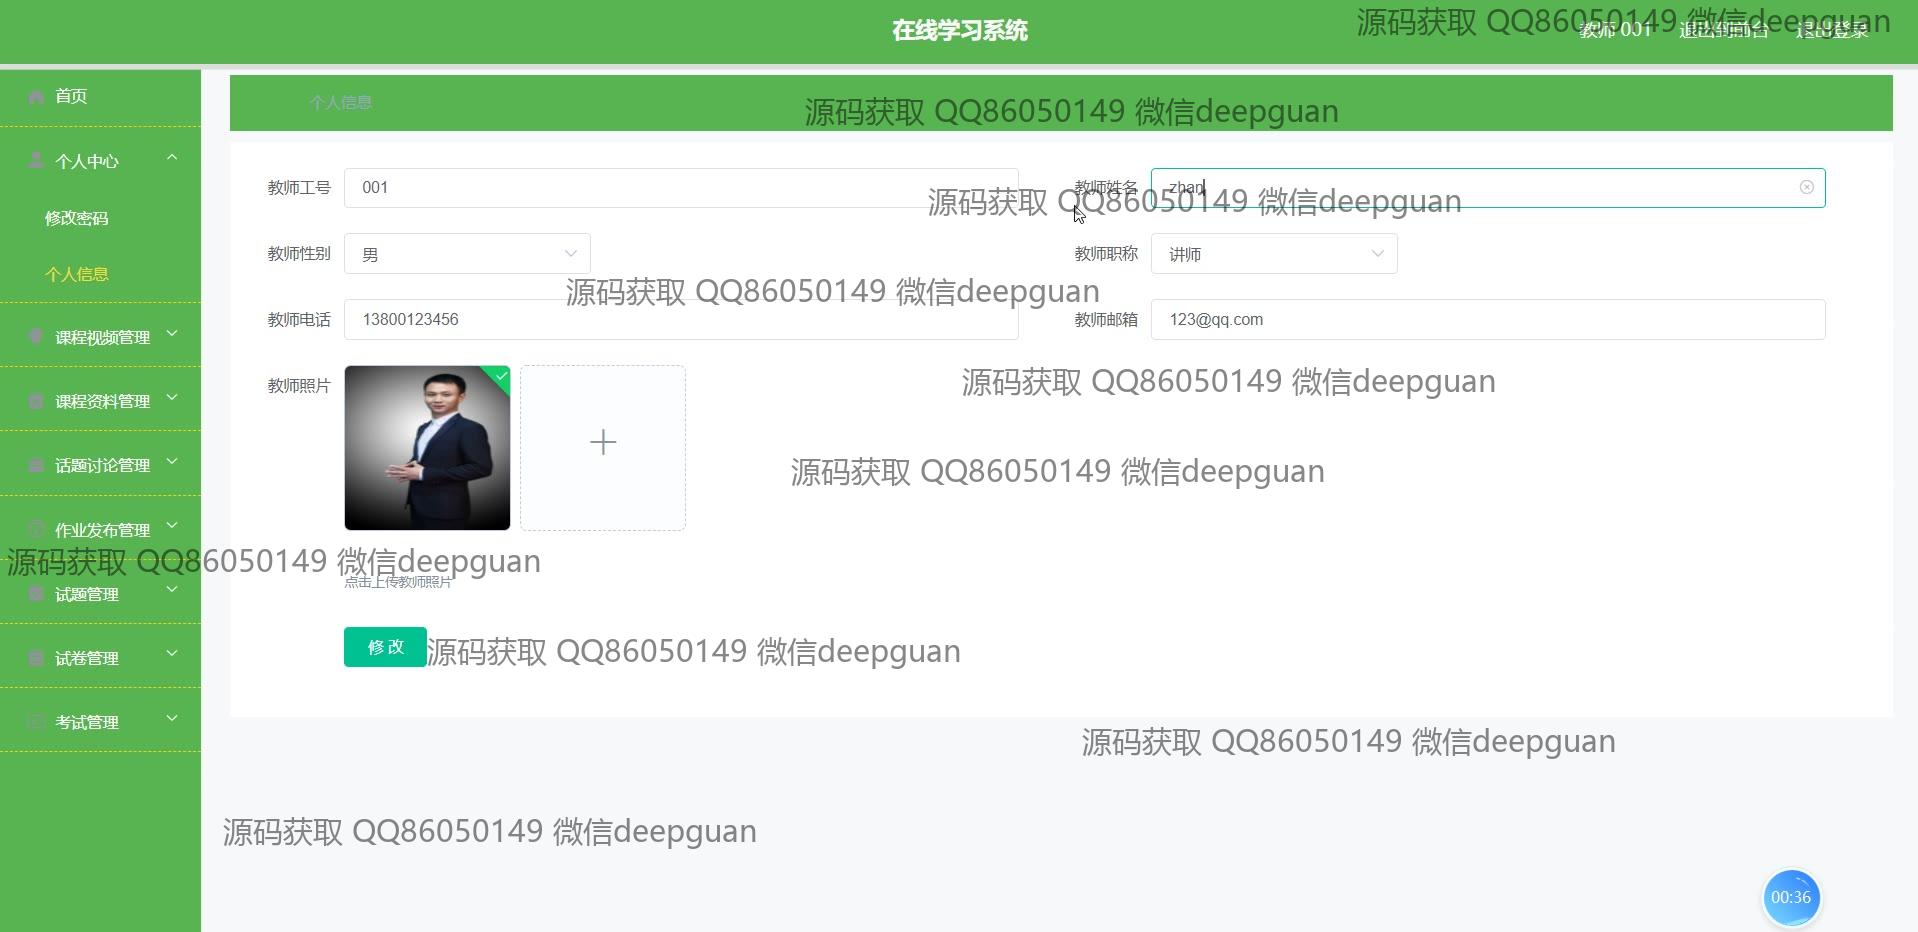 在线学习系统
教师 001 退出到前台 退出登录
源码获取 QQ86050149 微信deepguan
首页
个人信息
源码获取 QQ86050149 微信deepguan
个人中心
教师工号 001
教师姓名 zhan
源码获取 QQ86050149 微信deepguan
修改密码
教师性别 男
教师职称 讲师
个人信息
源码获取 QQ86050149 微信deepguan
教师电话 13800123456
教师邮箱 123@qq.com
课程视频管理
教师照片
源码获取 QQ86050149 微信deepguan
课程资料管理
话题讨论管理
源码获取 QQ86050149 微信deepguan
作业发布管理
源码获取 QQ86050149 微信deepguan
点击上传教师照片
试题管理
修改
源码获取 QQ86050149 微信deepguan
试卷管理
考试管理
源码获取 QQ86050149 微信deepguan
源码获取 QQ86050149 微信deepguan
00:36